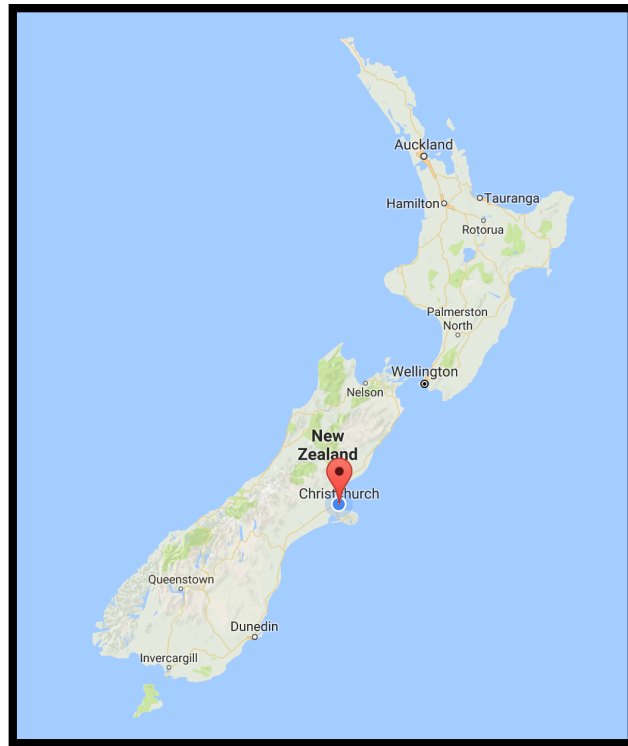 Auckland
Hamilton
Tauranga
Rotorua
Palmerston
North
Wellington
Nelson
New
Zealand
Christchurch
Queenstown
Dunedin
Invercargill